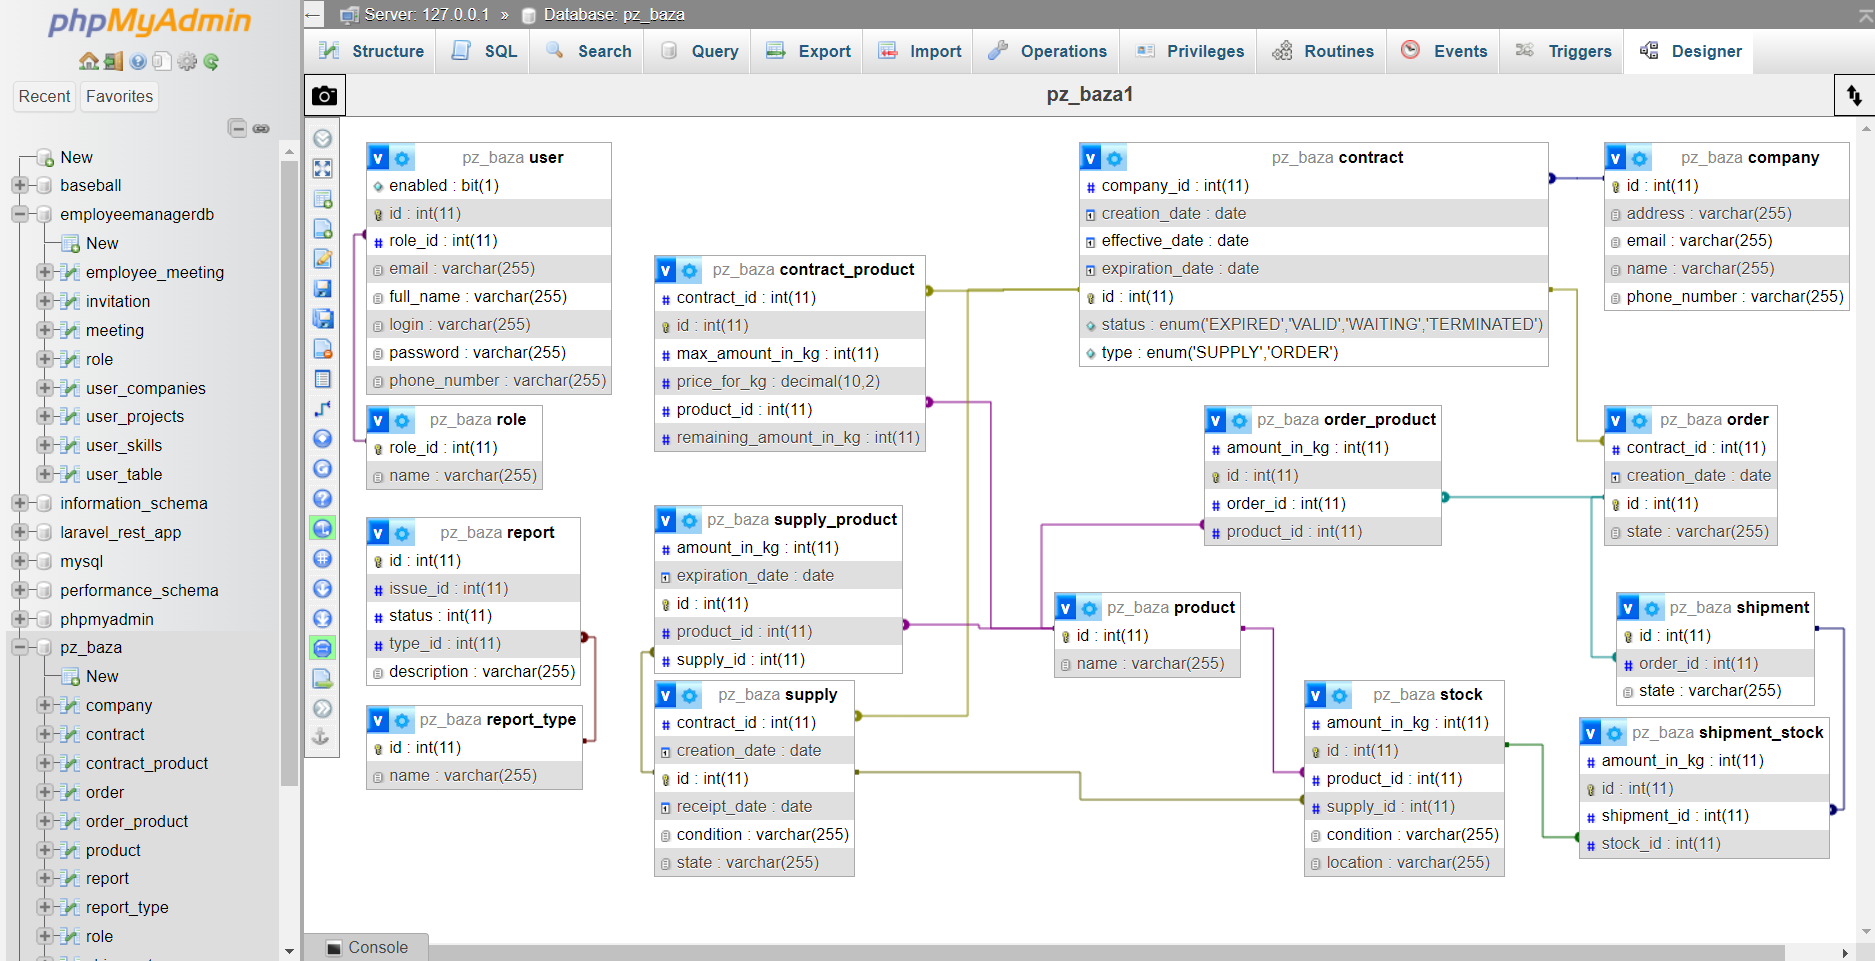 phpMyAdmin
Recent
Favorites
New
baseball
employeemanagerdb
New
employee_meeting
invitation
meeting
role
user_companies
user_projects
user_skills
user_table
information_schema
laravel_rest_app
mysql
performance_schema
phpmyadmin
pz_baza
New
company
contract
contract_product
order
order_product
product
report
report_type
role
Server: 127.0.0.1 » Database: pz_baza
Structure
SQL
Search
Query
Export
Import
Operations
Privileges
Routines
Events
Triggers
Designer
pz_baza1
v pz_baza user
enabled : bit(1)
id : int(11)
role_id : int(11)
email : varchar(255)
full_name : varchar(255)
login : varchar(255)
password : varchar(255)
phone_number : varchar(255)
v pz_baza role
role_id : int(11)
name : varchar(255)
v pz_baza report
id : int(11)
issue_id : int(11)
status : int(11)
type_id : int(11)
description : varchar(255)
v pz_baza report_type
id : int(11)
name : varchar(255)
v pz_baza contract_product
contract_id : int(11)
id : int(11)
max_amount_in_kg : int(11)
price_for_kg : decimal(10,2)
product_id : int(11)
remaining_amount_in_kg : int(11)
v pz_baza supply_product
amount_in_kg : int(11)
expiration_date : date
id : int(11)
product_id : int(11)
supply_id : int(11)
v pz_baza supply
contract_id : int(11)
creation_date : date
id : int(11)
receipt_date : date
condition : varchar(255)
state : varchar(255)
v pz_baza contract
company_id : int(11)
creation_date : date
effective_date : date
expiration_date : date
id : int(11)
status : enum('EXPIRED','VALID','WAITING','TERMINATED')
type : enum('SUPPLY','ORDER')
v pz_baza company
id : int(11)
address : varchar(255)
email : varchar(255)
name : varchar(255)
phone_number : varchar(255)
v pz_baza order_product
amount_in_kg : int(11)
id : int(11)
order_id : int(11)
product_id : int(11)
v pz_baza order
contract_id : int(11)
creation_date : date
id : int(11)
state : varchar(255)
v pz_baza product
id : int(11)
name : varchar(255)
v pz_baza shipment
id : int(11)
order_id : int(11)
state : varchar(255)
v pz_baza stock
amount_in_kg : int(11)
id : int(11)
product_id : int(11)
supply_id : int(11)
condition : varchar(255)
location : varchar(255)
v pz_baza shipment_stock
amount_in_kg : int(11)
id : int(11)
shipment_id : int(11)
stock_id : int(11)
Console